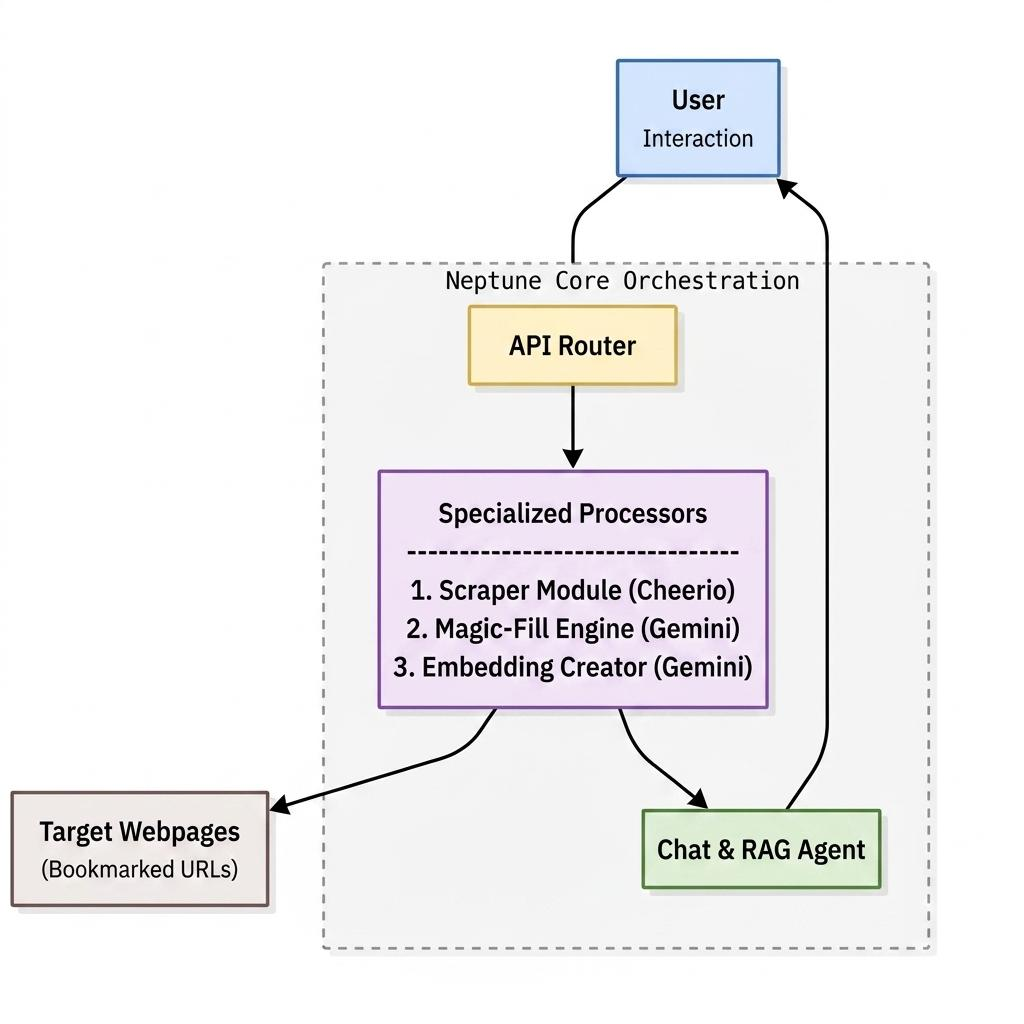 User
Interaction
Neptune Core Orchestration
API Router
Specialized Processors
--------------------------------
1. Scraper Module (Cheerio)
2. Magic-Fill Engine (Gemini)
3. Embedding Creator (Gemini)
Target Webpages
(Bookmarked URLs)
Chat & RAG Agent